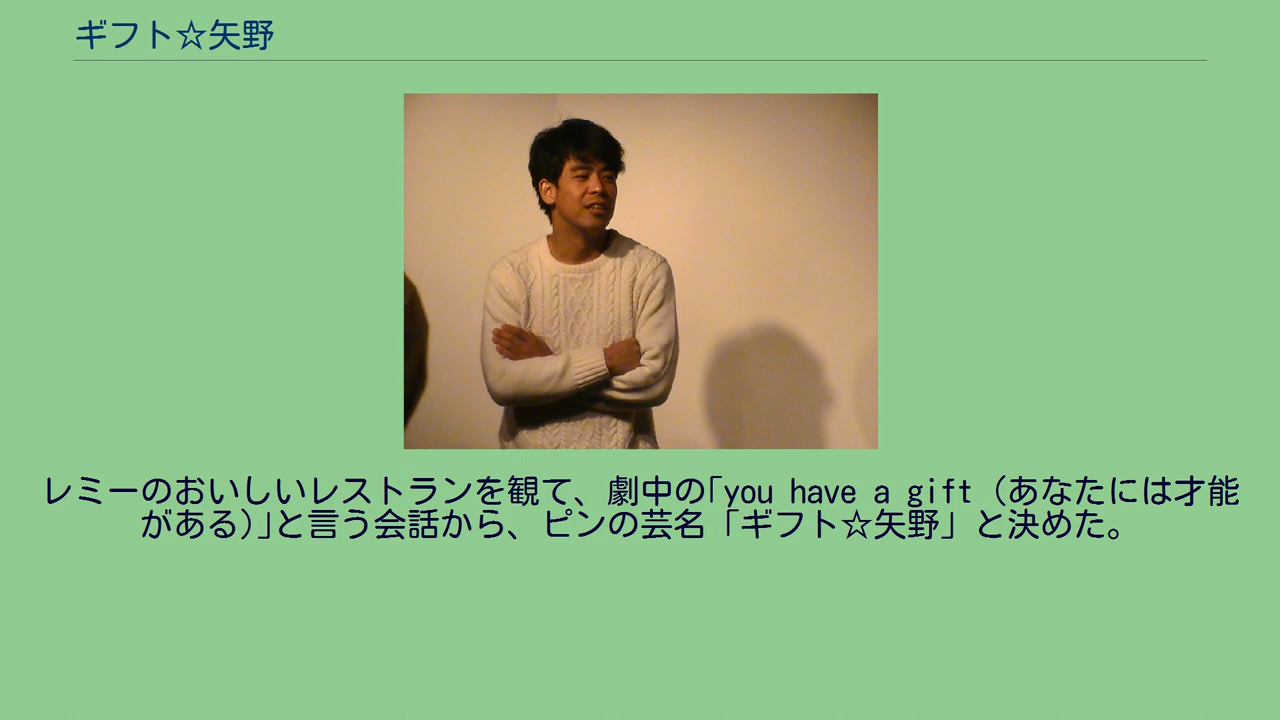 ギフト☆矢野
レミーのおいしいレストランを観て、劇中の｢you have a gift（あなたには才能
がある）｣と言う会話から、ピンの芸名「ギフト☆矢野」と決めた。